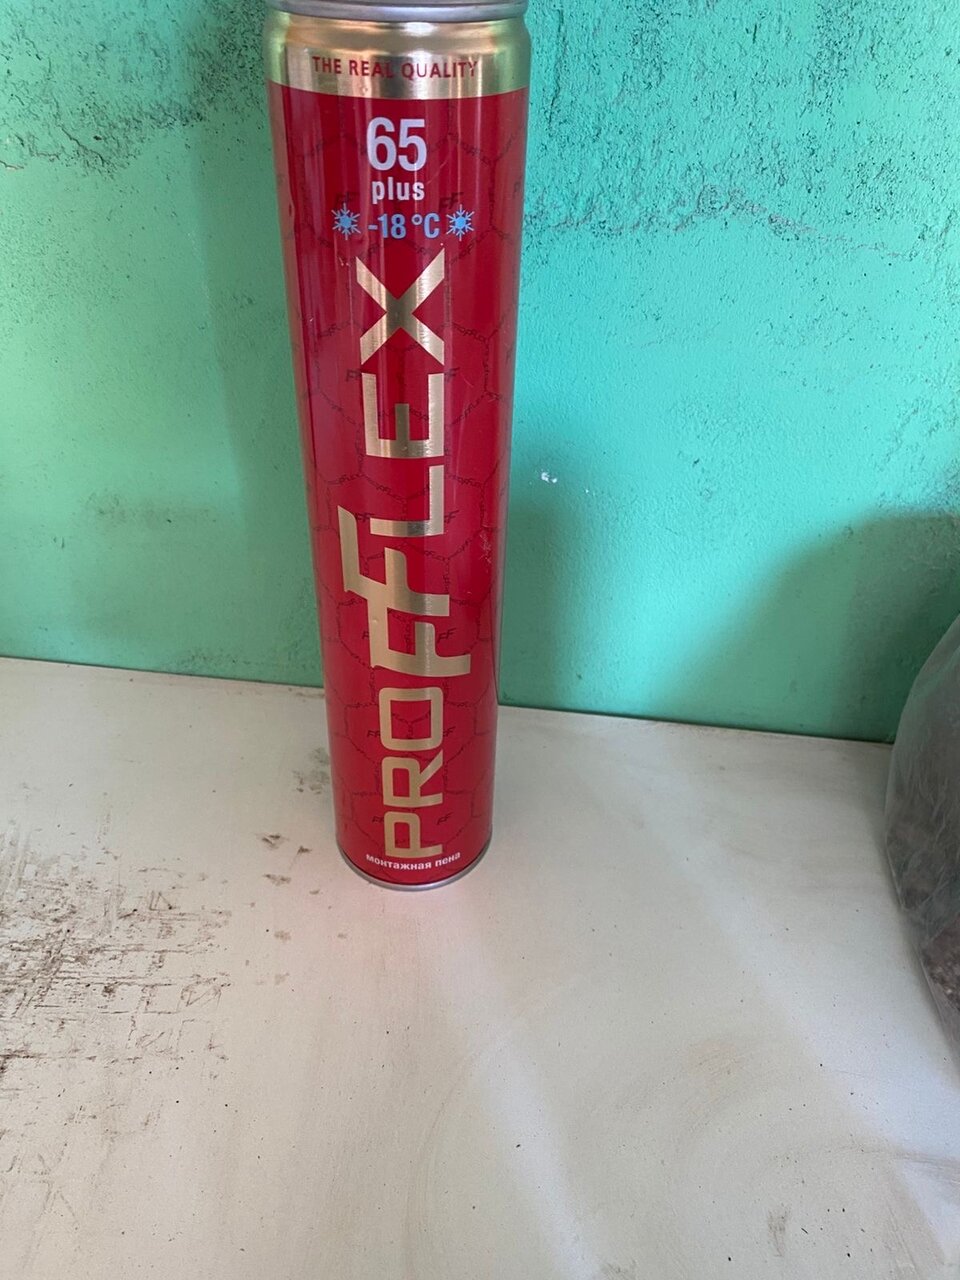 THE REAL QUALITY
65
plus
-18°C
PROFFLEX
монтажная пена